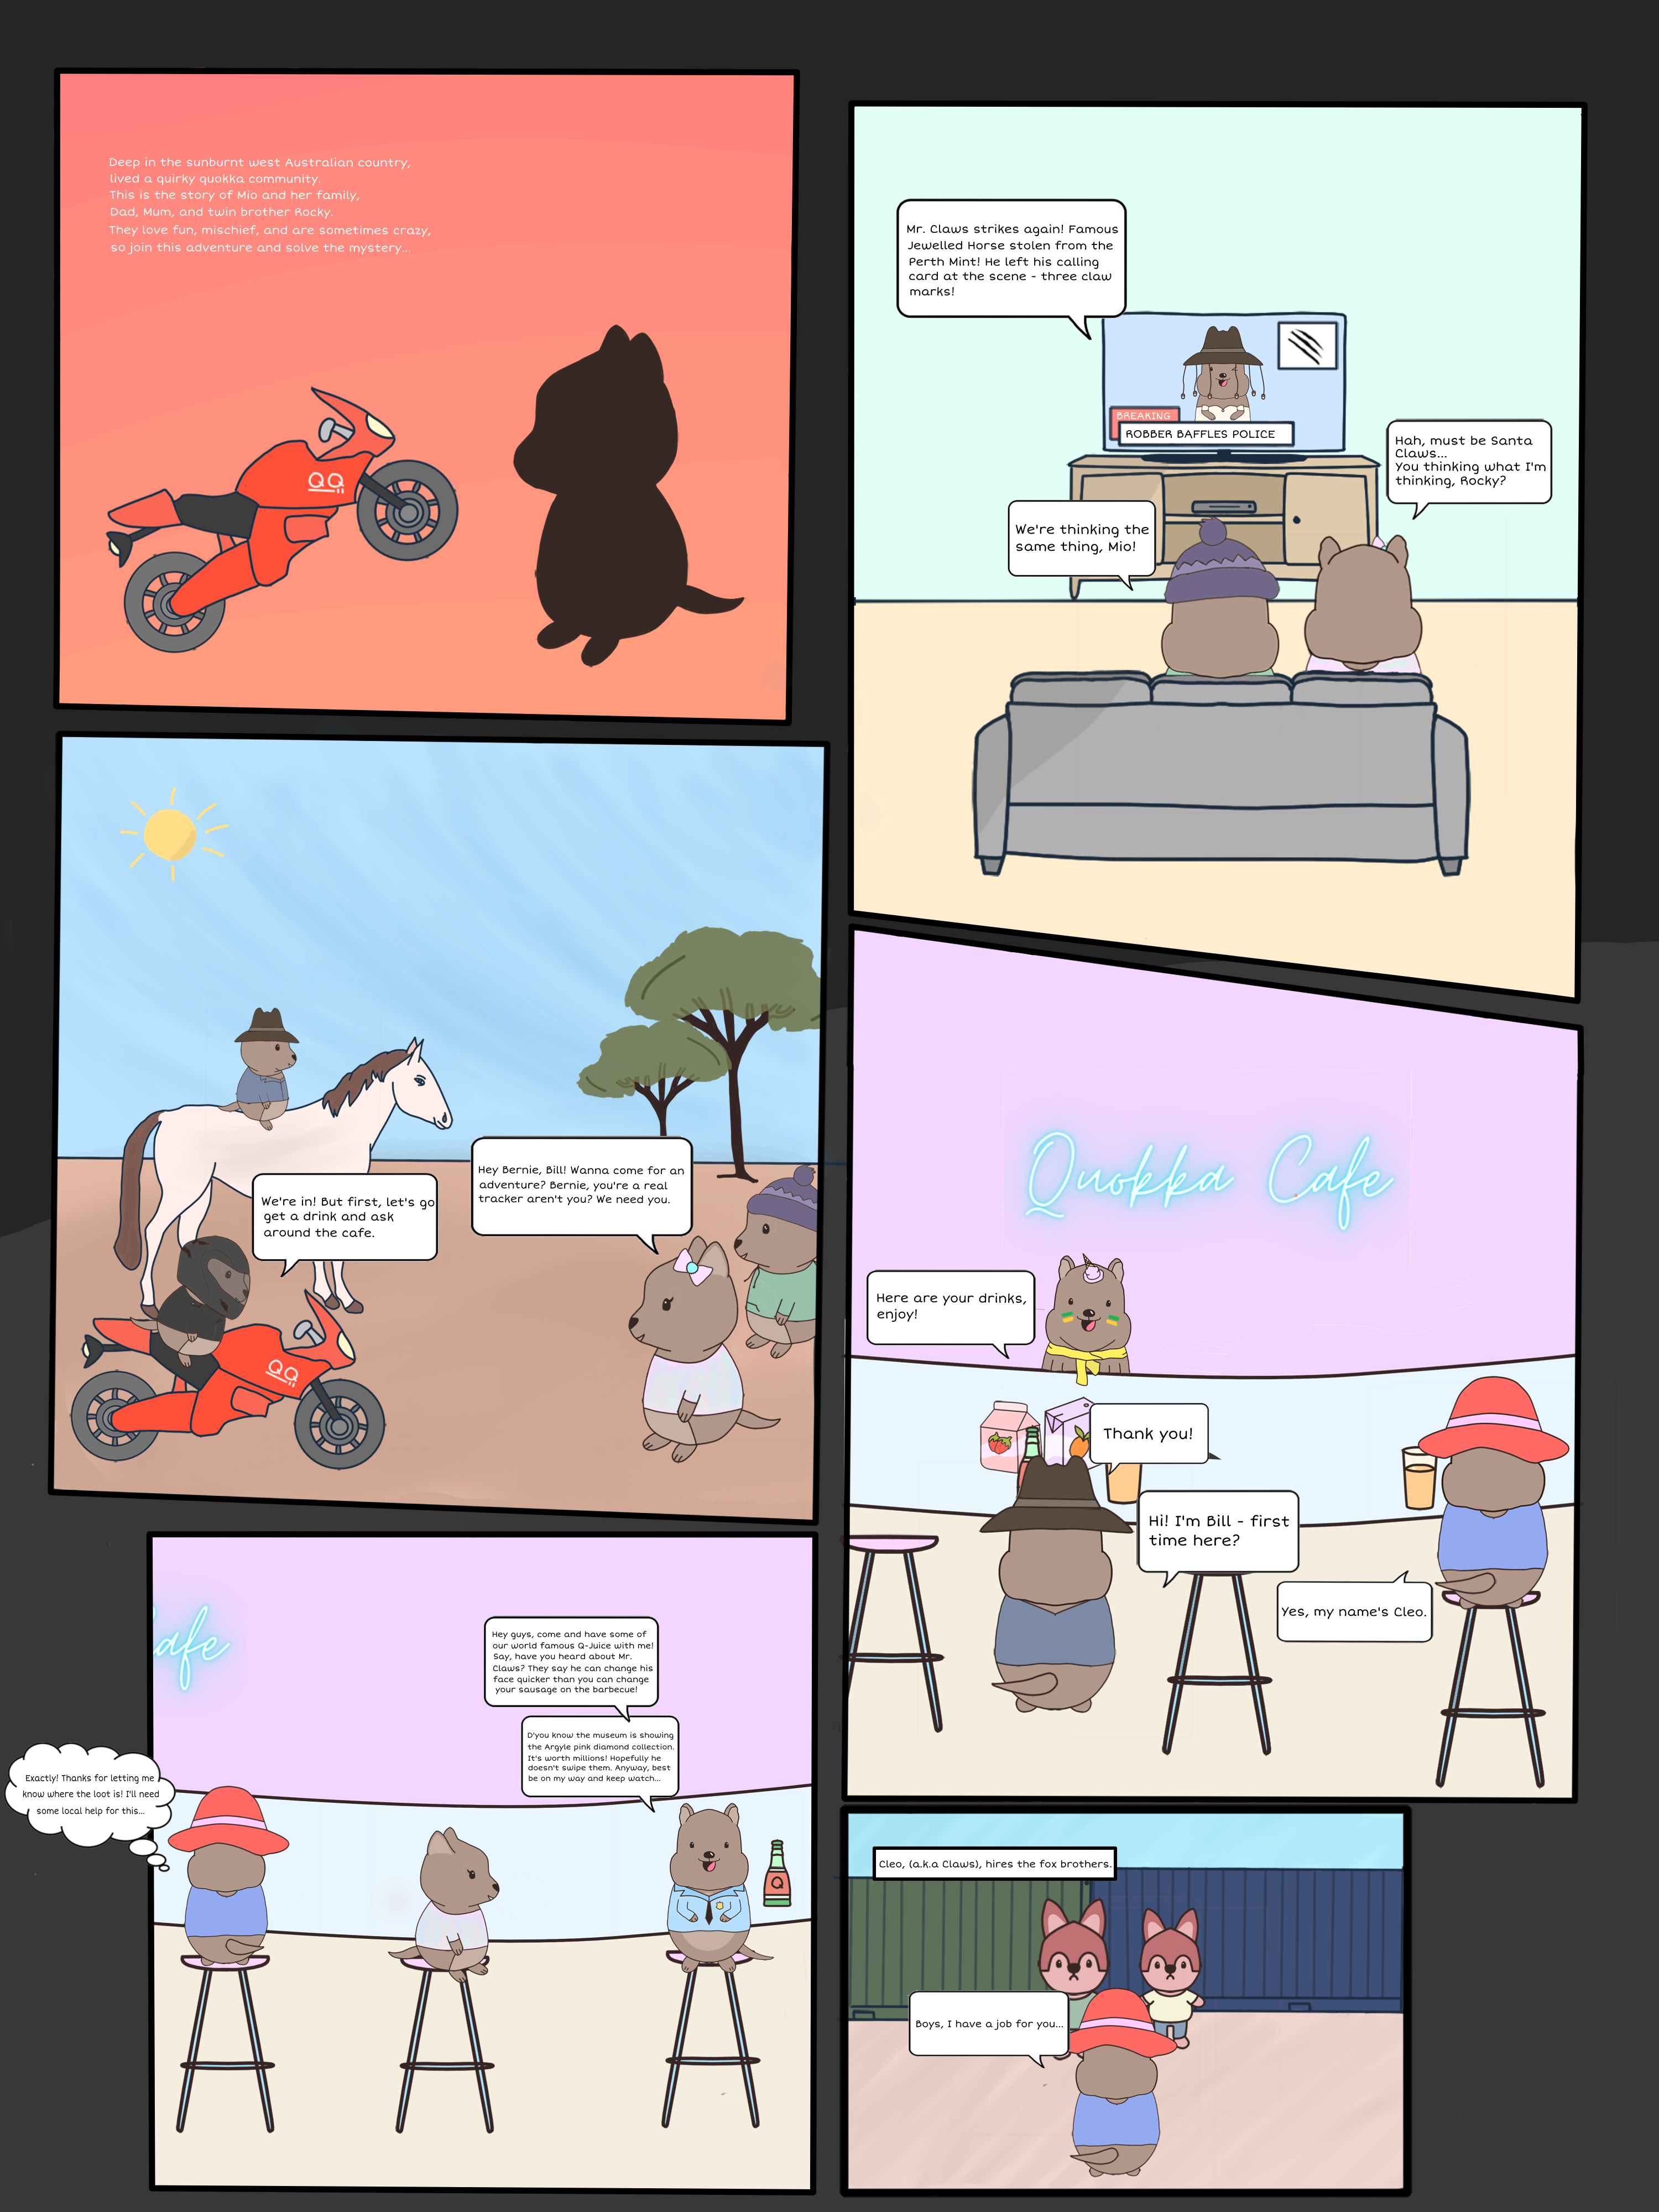 Deep in the sunburnt west Australian country,
lived a quirky quokka community.
This is the story of Mio and her family,
Dad, Mum, and twin brother Rocky.
They love fun, mischief, and are sometimes crazy,
so join this adventure and solve the mystery...
QQ
Mr. Claws strikes again! Famous
Jewelled Horse stolen from the
Perth Mint! He left his calling
card at the scene - three claw
marks!
BREAKING
ROBBER BAFFLES POLICE
Hah, must be Santa
Claws...
You thinking what I'm
thinking, Rocky?
We're thinking the
same thing, Mio!
Hey Bernie, Bill! Wanna come for an
adventure? Bernie, you're a real
tracker aren't you? We need you.
We're in! But first, let's go
get a drink and ask
around the cafe.
QQ
Quokka Cafe
Here are your drinks,
enjoy!
Thank you!
Hi! I'm Bill - first
time here?
Yes, my name's Cleo.
afe
Hey guys, come and have some of
our world famous Q-Juice with me!
Say, have you heard about Mr.
Claws? They say he can change his
face quicker than you can change
your sausage on the barbecue!
D'you know the museum is showing
the Argyle pink diamond collection.
It's worth millions! Hopefully he
doesn't swipe them. Anyway, best
be on my way and keep watch...
Exactly! Thanks for letting me
know where the loot is! I'll need
some local help for this...
Q
Cleo, (a.k.a Claws), hires the fox brothers.
Boys, I have a job for you...